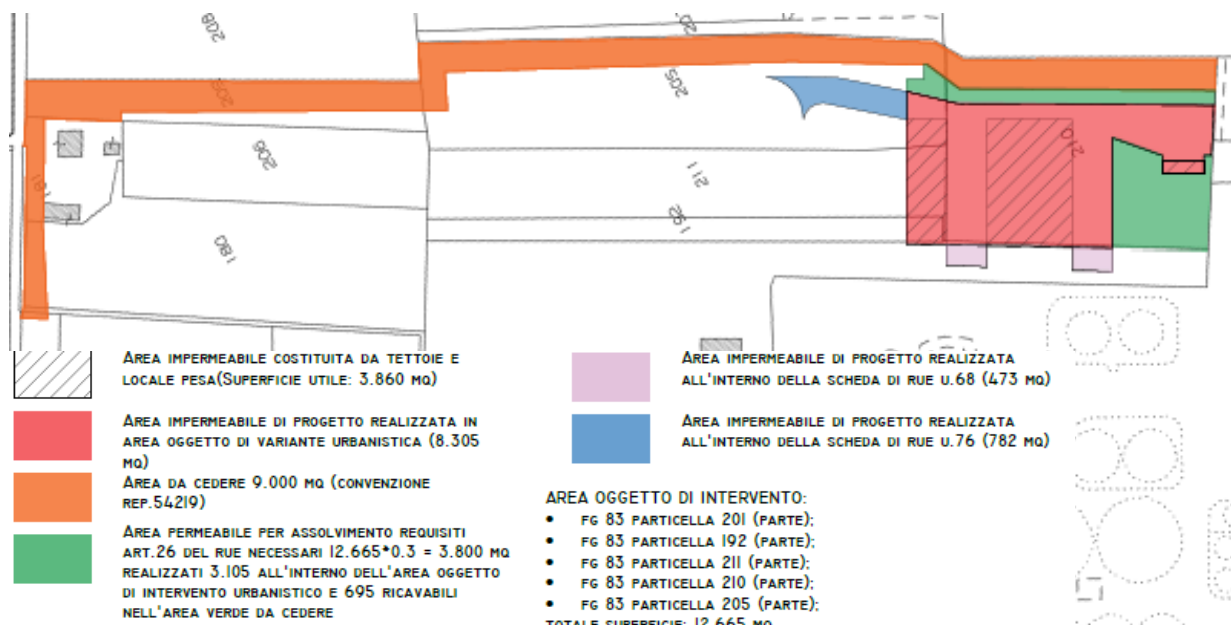 208
205
209
206
211
192
210
181
180
AREA IMPERMEABILE COSTITUITA DA TETTOIE E
LOCALE PESA(SUPERFICIE UTILE: 3.860 MQ)
AREA IMPERMEABILE DI PROGETTO REALIZZATA IN
AREA OGGETTO DI VARIANTE URBANISTICA (8.305
MQ)
AREA DA CEDERE 9.000 MQ (CONVENZIONE
REP.54219)
AREA PERMEABILE PER ASSOLVIMENTO REQUISITI
ART.26 DEL RUE NECESSARI 12.665*0.3 = 3.800 MQ
REALIZZATI 3.105 ALL'INTERNO DELL'AREA OGGETTO
DI INTERVENTO URBANISTICO E 695 RICAVABILI
NELL'AREA VERDE DA CEDERE
AREA IMPERMEABILE DI PROGETTO REALIZZATA
ALL'INTERNO DELLA SCHEDA DI RUE U.68 (473 MQ)
AREA IMPERMEABILE DI PROGETTO REALIZZATA
ALL'INTERNO DELLA SCHEDA DI RUE U.76 (782 MQ)
AREA OGGETTO DI INTERVENTO:
• FG 83 PARTICELLA 201 (PARTE);
• FG 83 PARTICELLA 192 (PARTE);
• FG 83 PARTICELLA 211 (PARTE);
• FG 83 PARTICELLA 210 (PARTE);
• FG 83 PARTICELLA 205 (PARTE);
TOTALE SUPERFICIE: 12.665 MQ